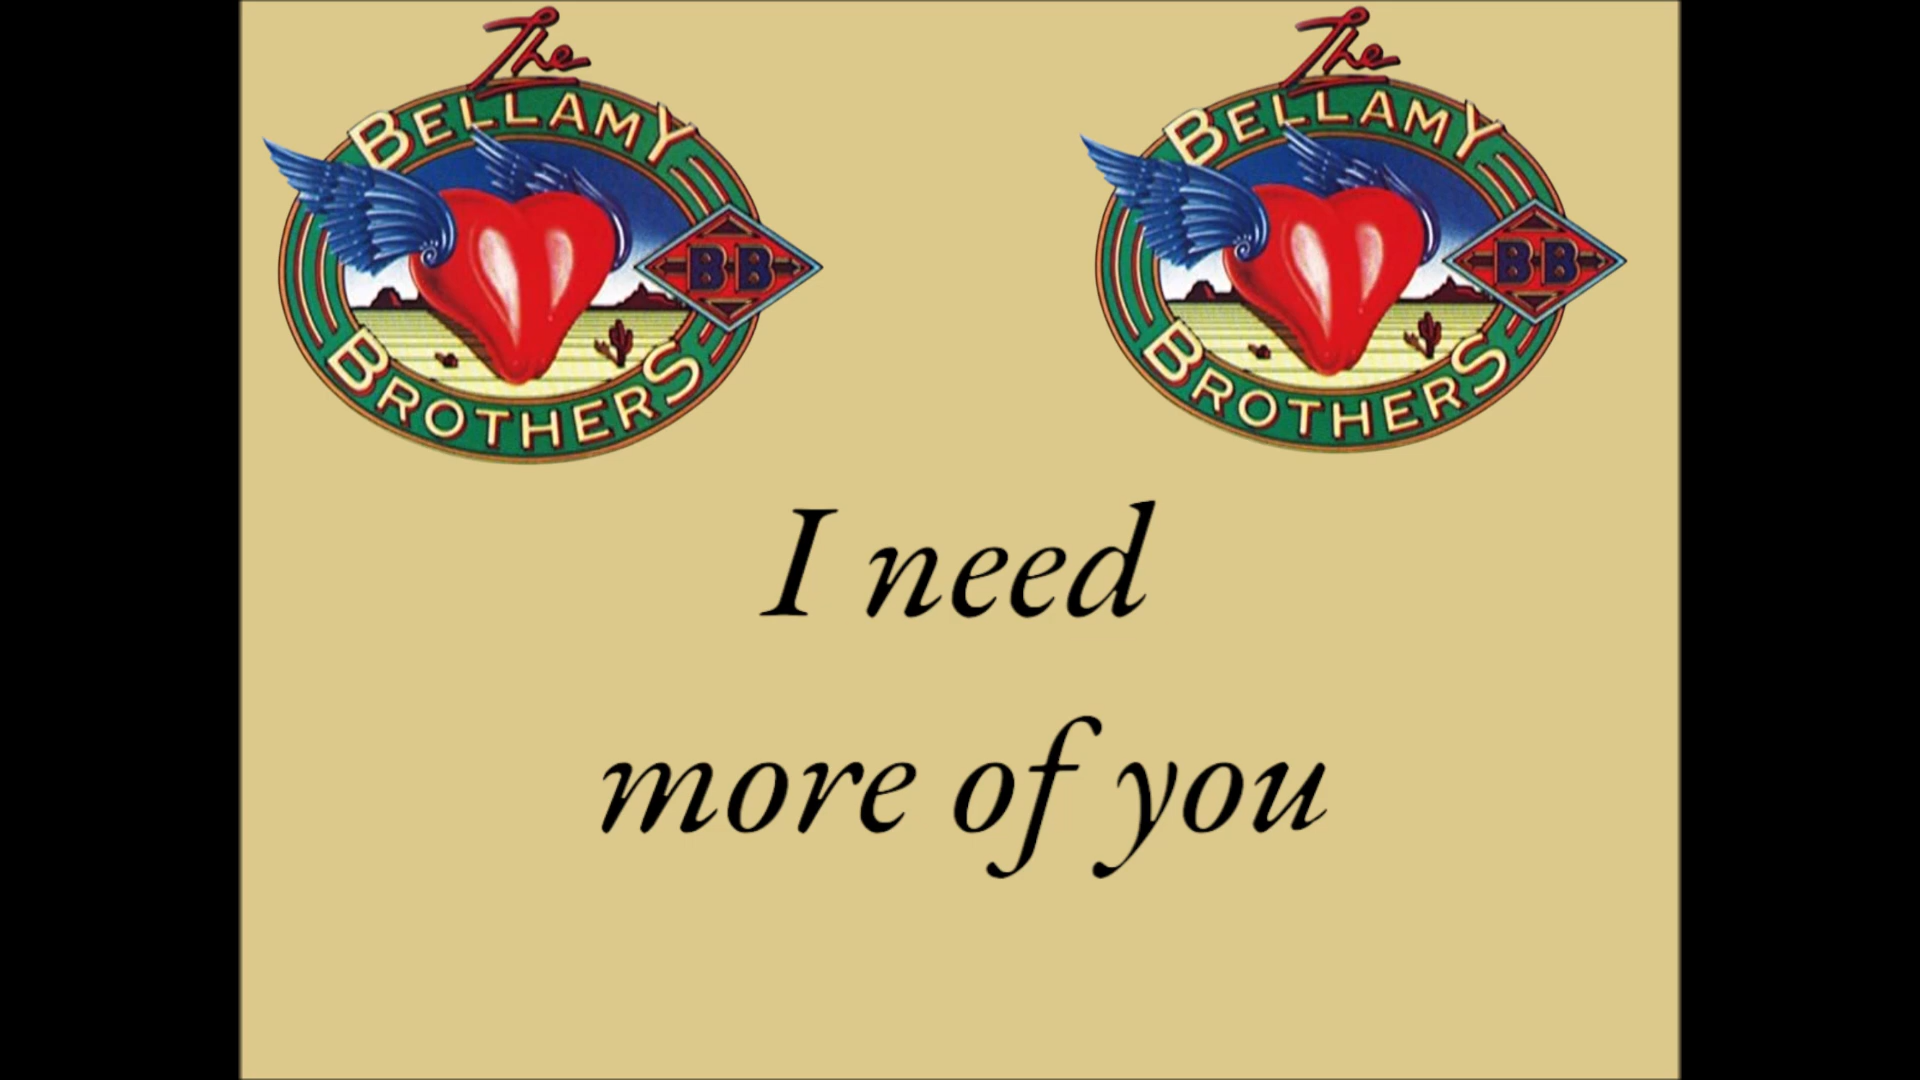 The
BELLAMY
BB
BROTHERS
The
BELLAMY
BB
BROTHERS
I need
more of you